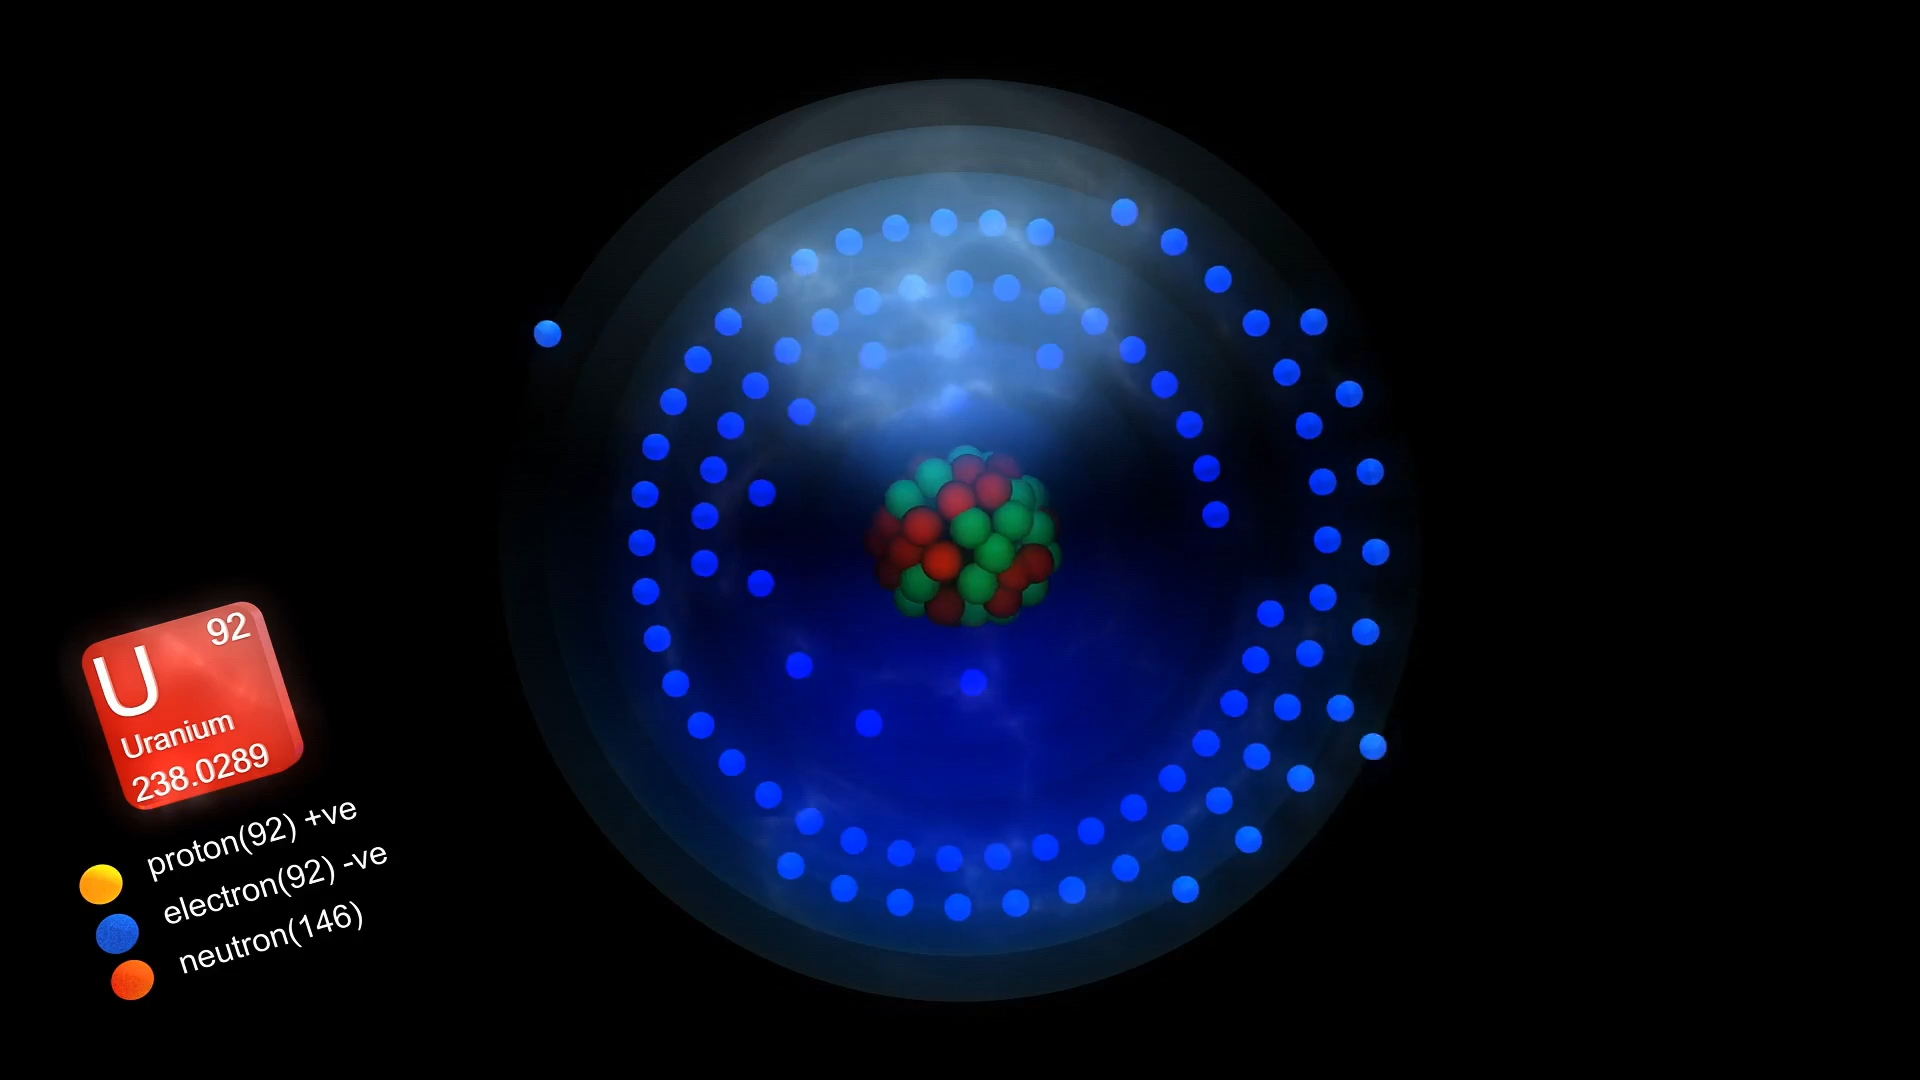 92
U
Uranium
238.0289
proton(92) +ve
electron(92) -ve
neutron(146)